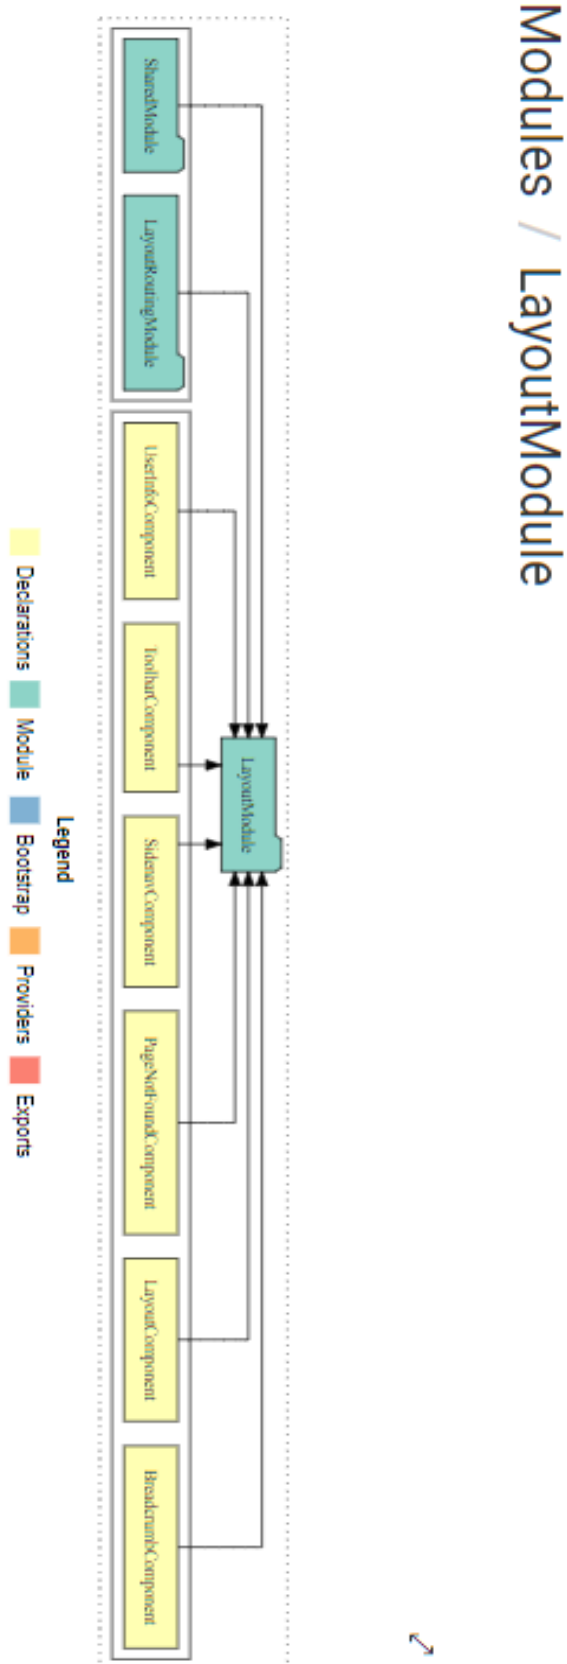 Modules / LayoutModule
LayoutModule
SharedModule
LayoutRoutingModule
UserInfoComponent
ToolbarComponent
SidenavComponent
PageNotFoundComponent
LayoutComponent
BreadcrumbComponent
Legend
Declarations
Module
Bootstrap
Providers
Exports